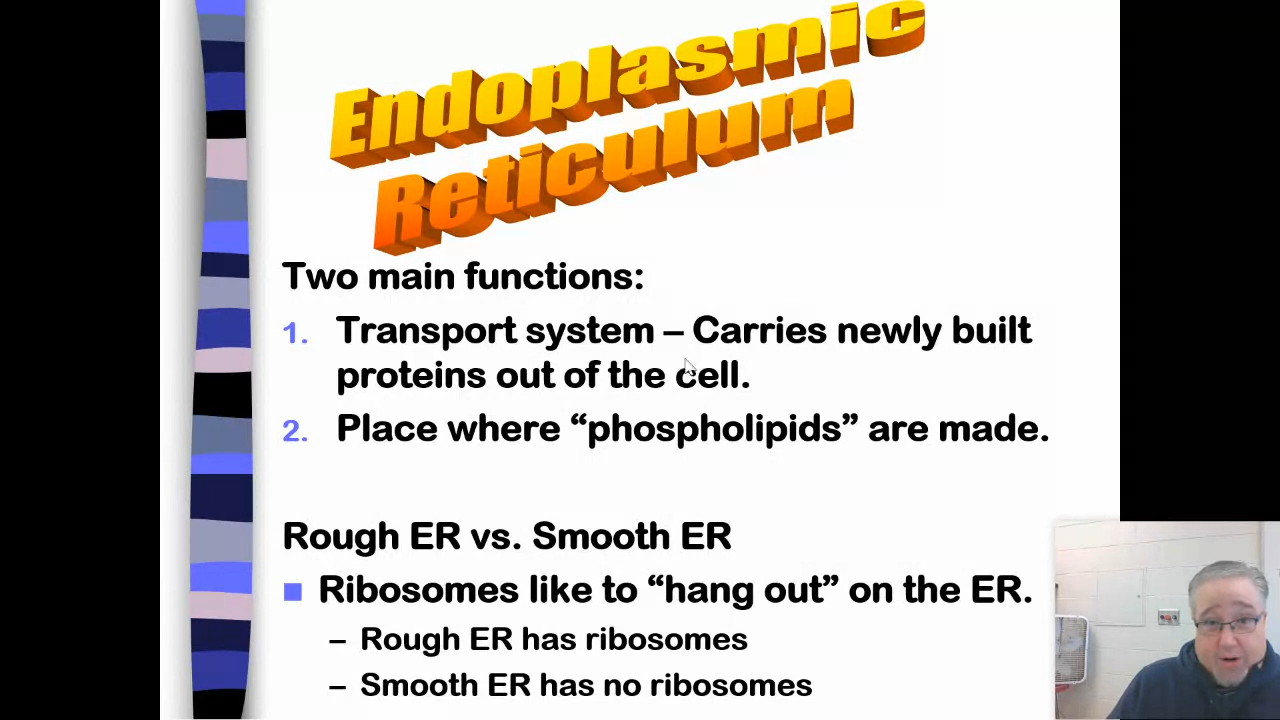 Endoplasmic
Reticulum
Two main functions:
1. Transport system – Carries newly built
proteins out of the cell.
2. Place where “phospholipids” are made.
Rough ER vs. Smooth ER
Ribosomes like to “hang out” on the ER.
– Rough ER has ribosomes
– Smooth ER has no ribosomes